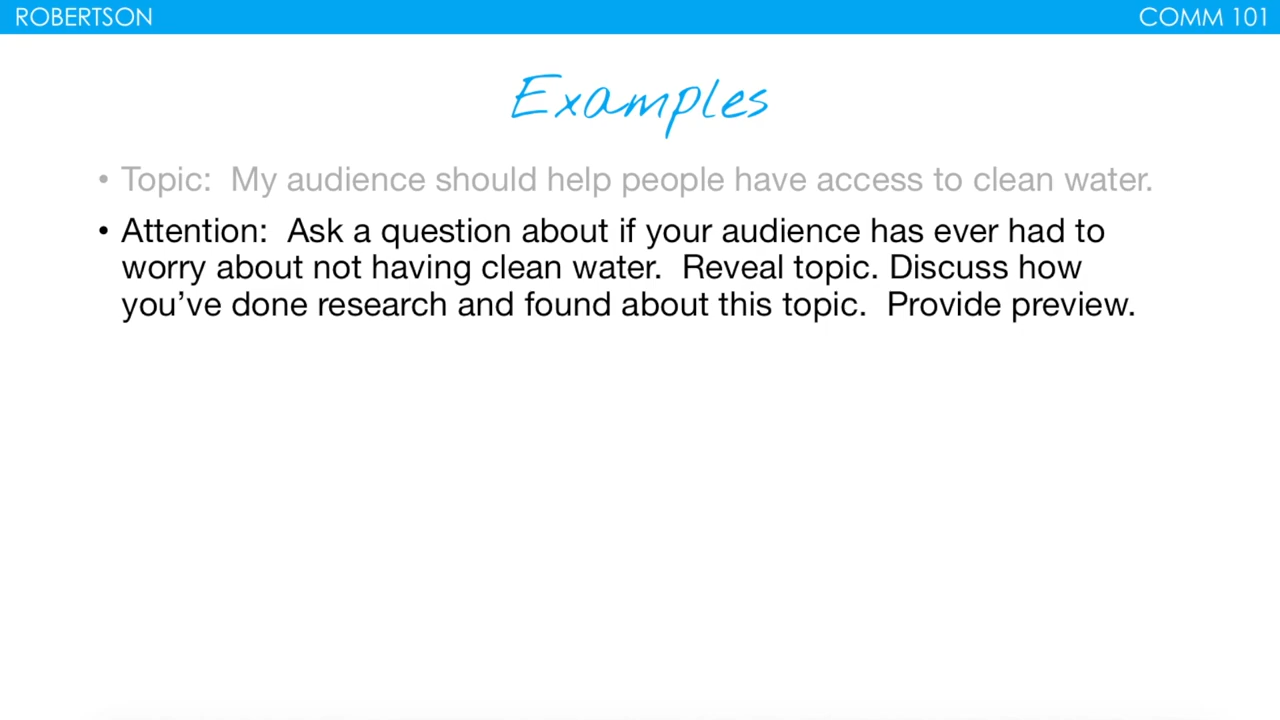 ROBERTSON
COMM 101
Examples
• Topic:  My audience should help people have access to clean water.
• Attention:  Ask a question about if your audience has ever had to
worry about not having clean water.  Reveal topic. Discuss how
you’ve done research and found about this topic.  Provide preview.